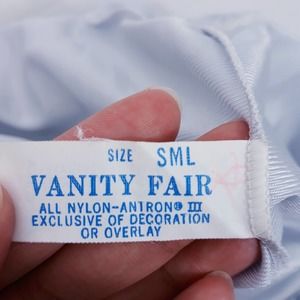 SIZE SML
VANITY FAIR
ALL NYLON-ANTRON® III
EXCLUSIVE OF DECORATION
OR OVERLAY